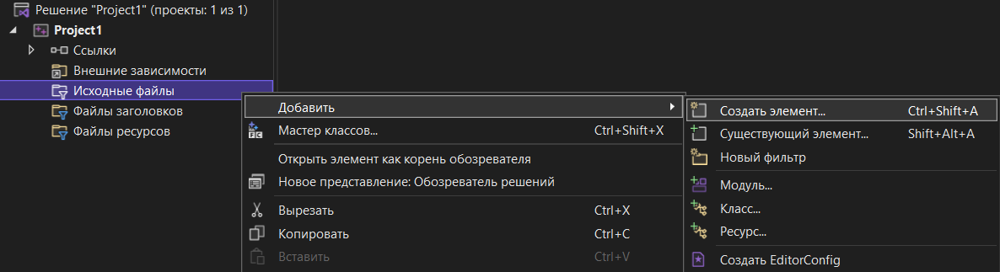 Решение "Project1" (проекты: 1 из 1)
Project1
Ссылки
Внешние зависимости
Исходные файлы
Файлы заголовков
Файлы ресурсов
Добавить
Мастер классов... Ctrl+Shift+X
Открыть элемент как корень обозревателя
Новое представление: Обозреватель решений
Вырезать Ctrl+X
Копировать Ctrl+C
Вставить Ctrl+V
Создать элемент... Ctrl+Shift+A
Существующий элемент... Shift+Alt+A
Новый фильтр
Модуль...
Класс...
Ресурс...
Создать EditorConfig